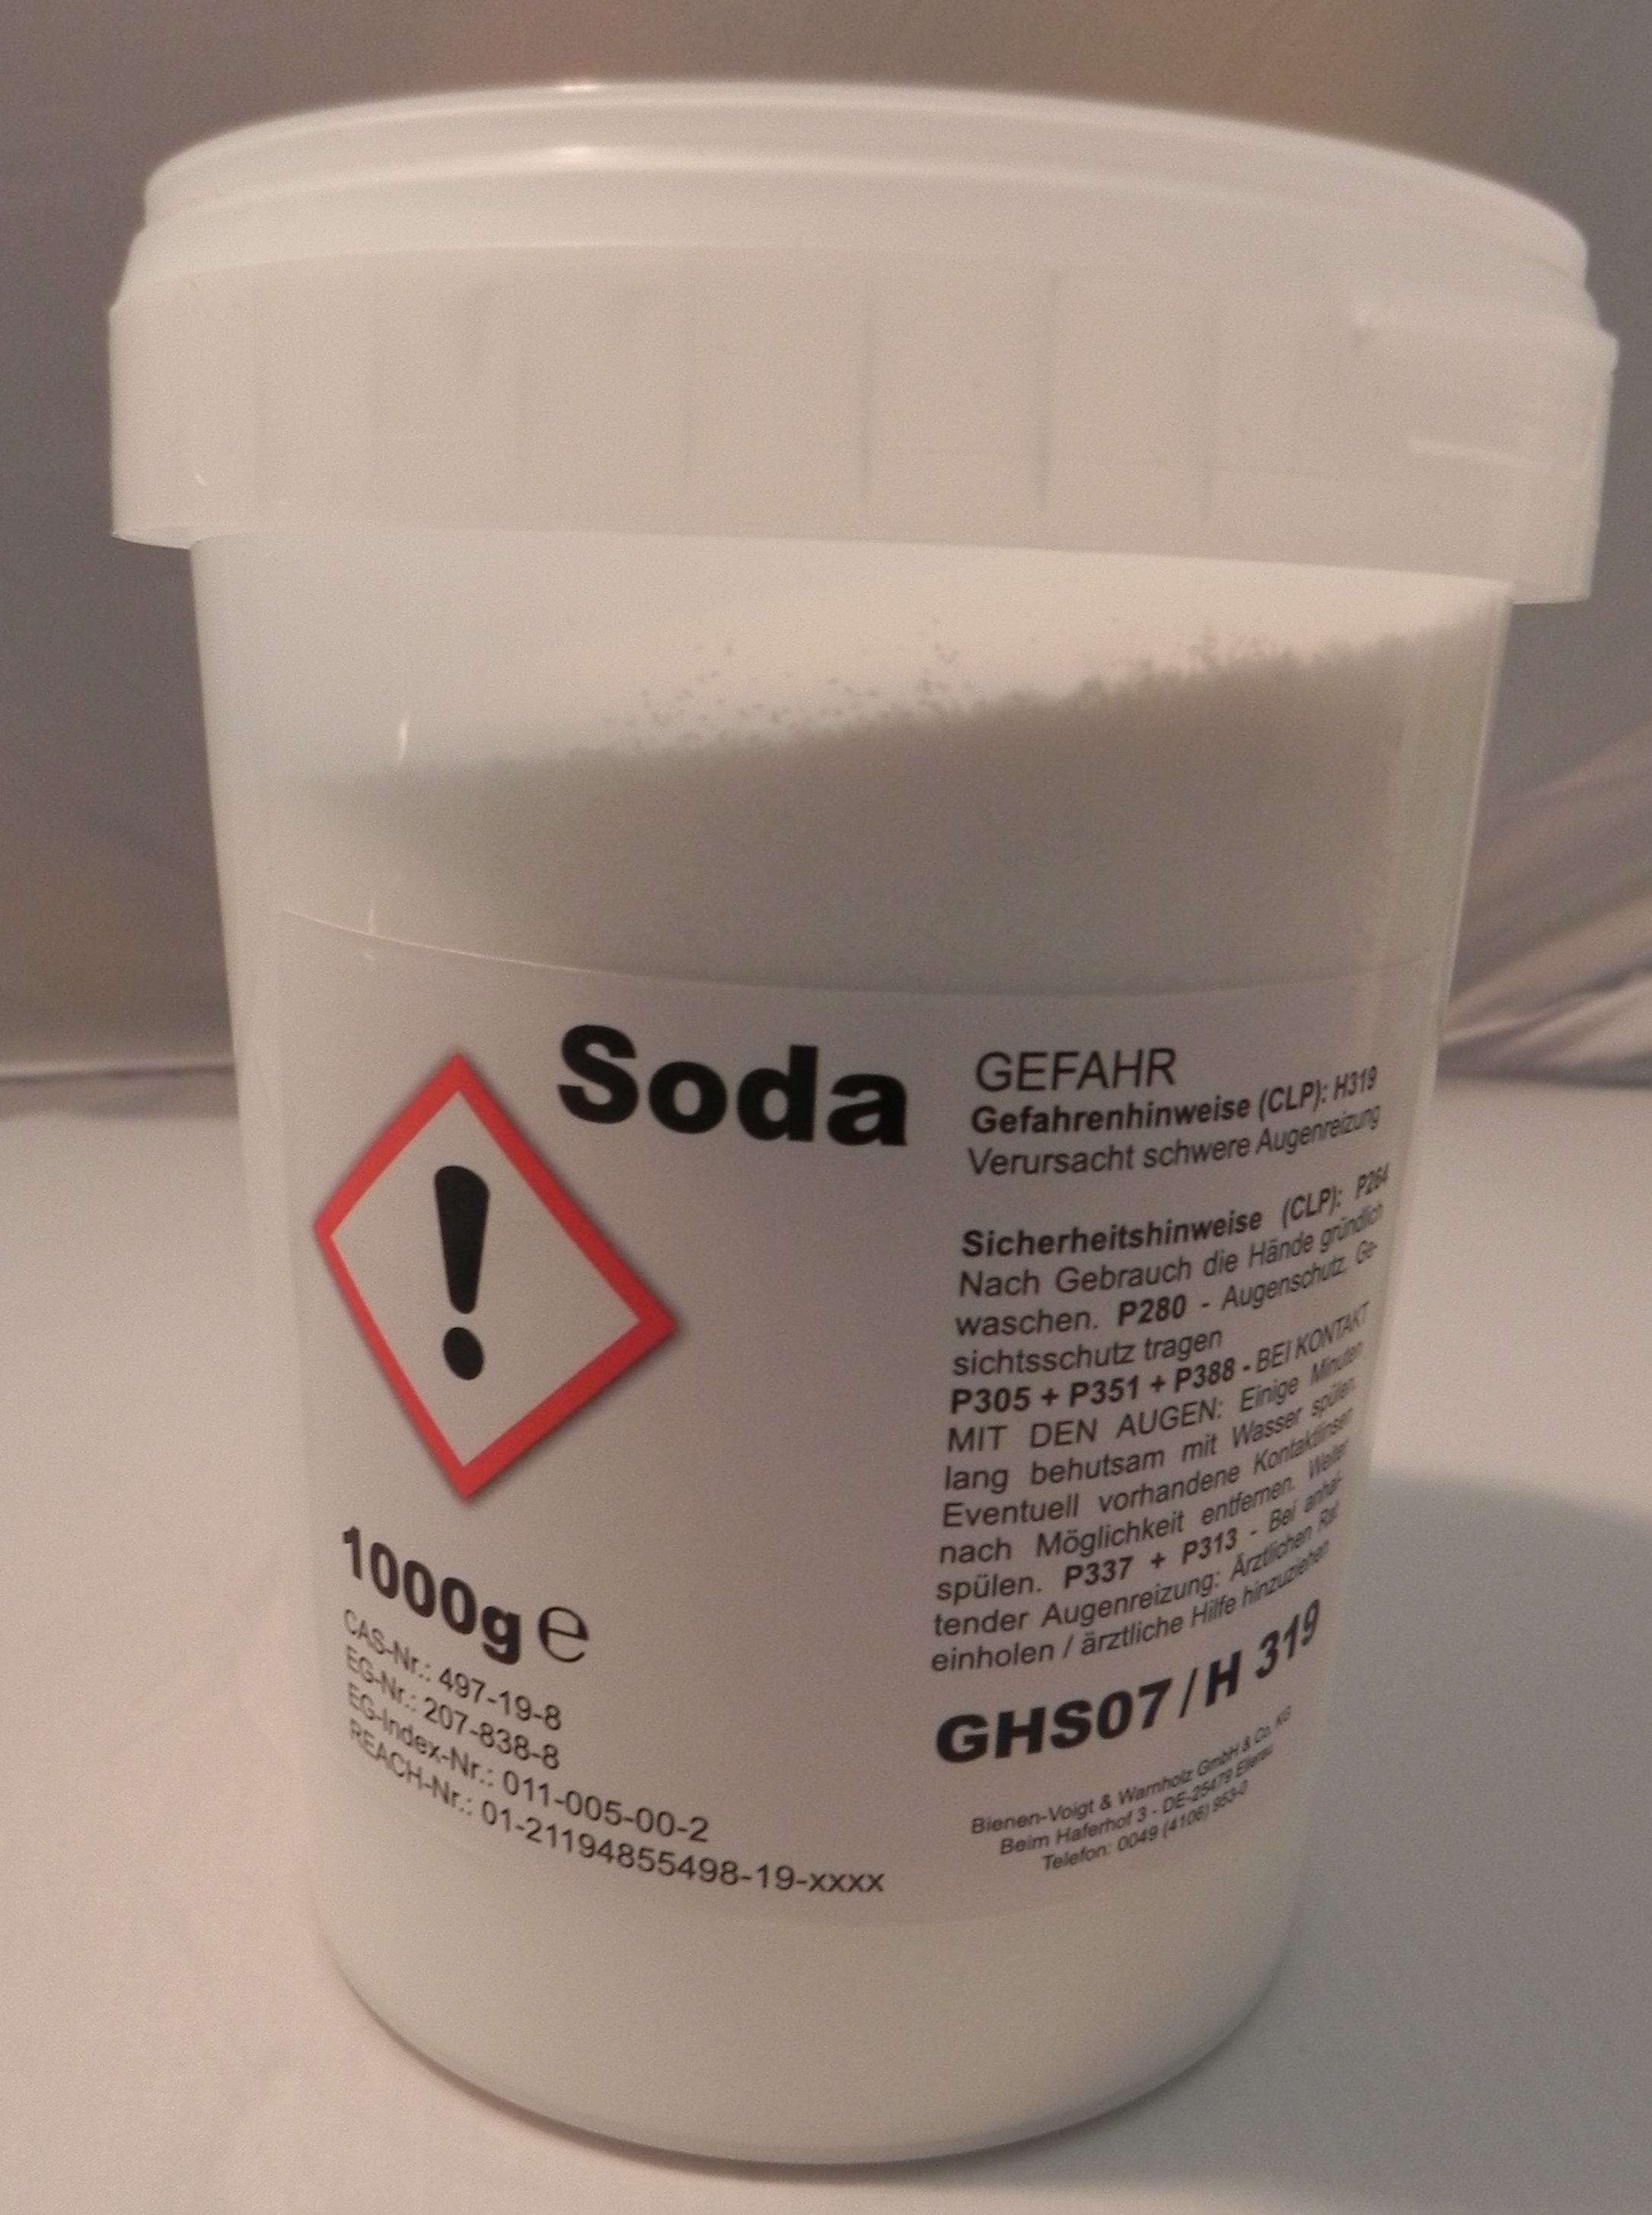 Soda
1000g ℮
CAS-Nr.: 497-19-8
EG-Nr.: 207-838-8
EG-Index-Nr.: 011-005-00-2
REACH-Nr.: 01-21194855498-19-xxxx
GEFAHR
Gefahrenhinweise (CLP): H319
Verursacht schwere Augenreizung
Sicherheitshinweise (CLP): P264
Nach Gebrauch die Hände gründlich
waschen. P280 - Augenschutz, Ge-
sichtsschutz tragen
P305 + P351 + P388 - BEI KONTAKT
MIT DEN AUGEN: Einige Minuten
lang behutsam mit Wasser spülen.
Eventuell vorhandene Kontaktlinsen
nach Möglichkeit entfernen. Weiter
spülen. P337 + P313 - Bei anhal-
tender Augenreizung: Ärztlichen Rat
einholen / ärztliche Hilfe hinzuziehen
GHS07 / H 319
Bienen-Voigt & Warnholz GmbH & Co. KG
Beim Haferhof 3 - DE-25479 Ellerau
Telefon: 0049 (4106) 953-0